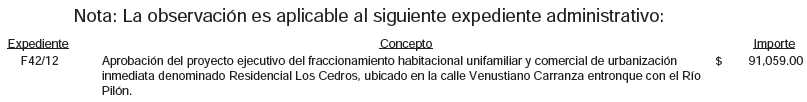 Nota: La observación es aplicable al siguiente expediente administrativo:
Expediente Concepto Importe
F42/12 Aprobación del proyecto ejecutivo del fraccionamiento habitacional unifamiliar y comercial de urbanización $ 91,059.00
inmediata denominado Residencial Los Cedros, ubicado en la calle Venustiano Carranza entronque con el Río
Pilón.